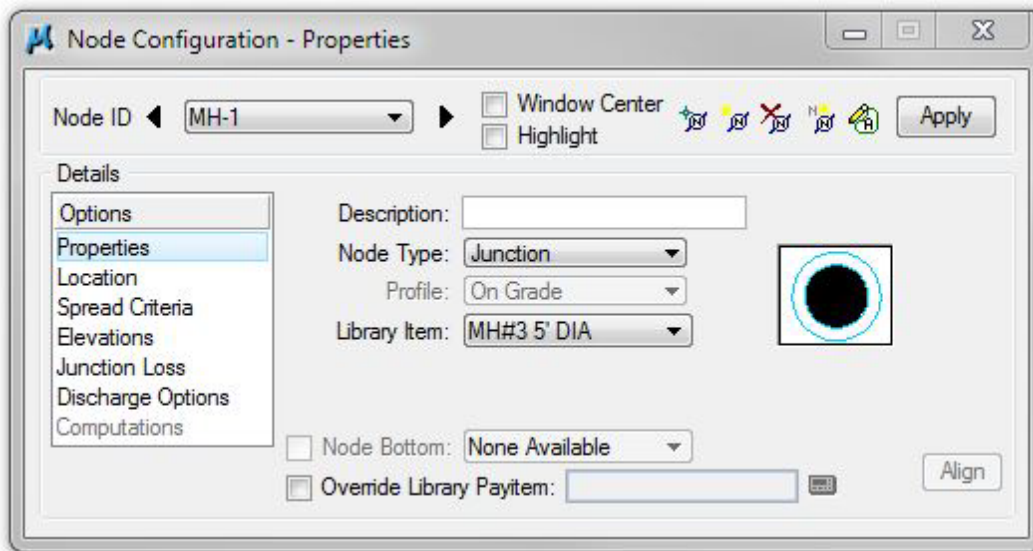 Node Configuration - Properties
Node ID MH-1 Window Center Apply
Highlight
Details
Options
Properties
Location
Spread Criteria
Elevations
Junction Loss
Discharge Options
Computations
Description:
Node Type: Junction
Profile: On Grade
Library Item: MH#3 5' DIA
Node Bottom: None Available
Override Library Payitem:
Align